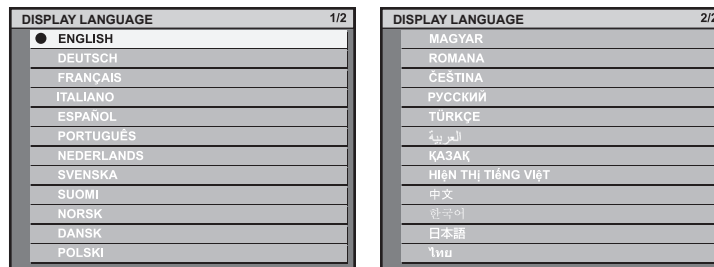 DISPLAY LANGUAGE 1/2
ENGLISH
DEUTSCH
FRANÇAIS
ITALIANO
ESPAÑOL
PORTUGUÊS
NEDERLANDS
SVENSKA
SUOMI
NORSK
DANSK
POLSKI
DISPLAY LANGUAGE 2/2
MAGYAR
ROMANA
ČEŠTINA
РУССКИЙ
TÜRKÇE
العربية
ҚАЗАҚ
HIệN THị TIếNG VIệT
中文
한국어
日本語
ไทย